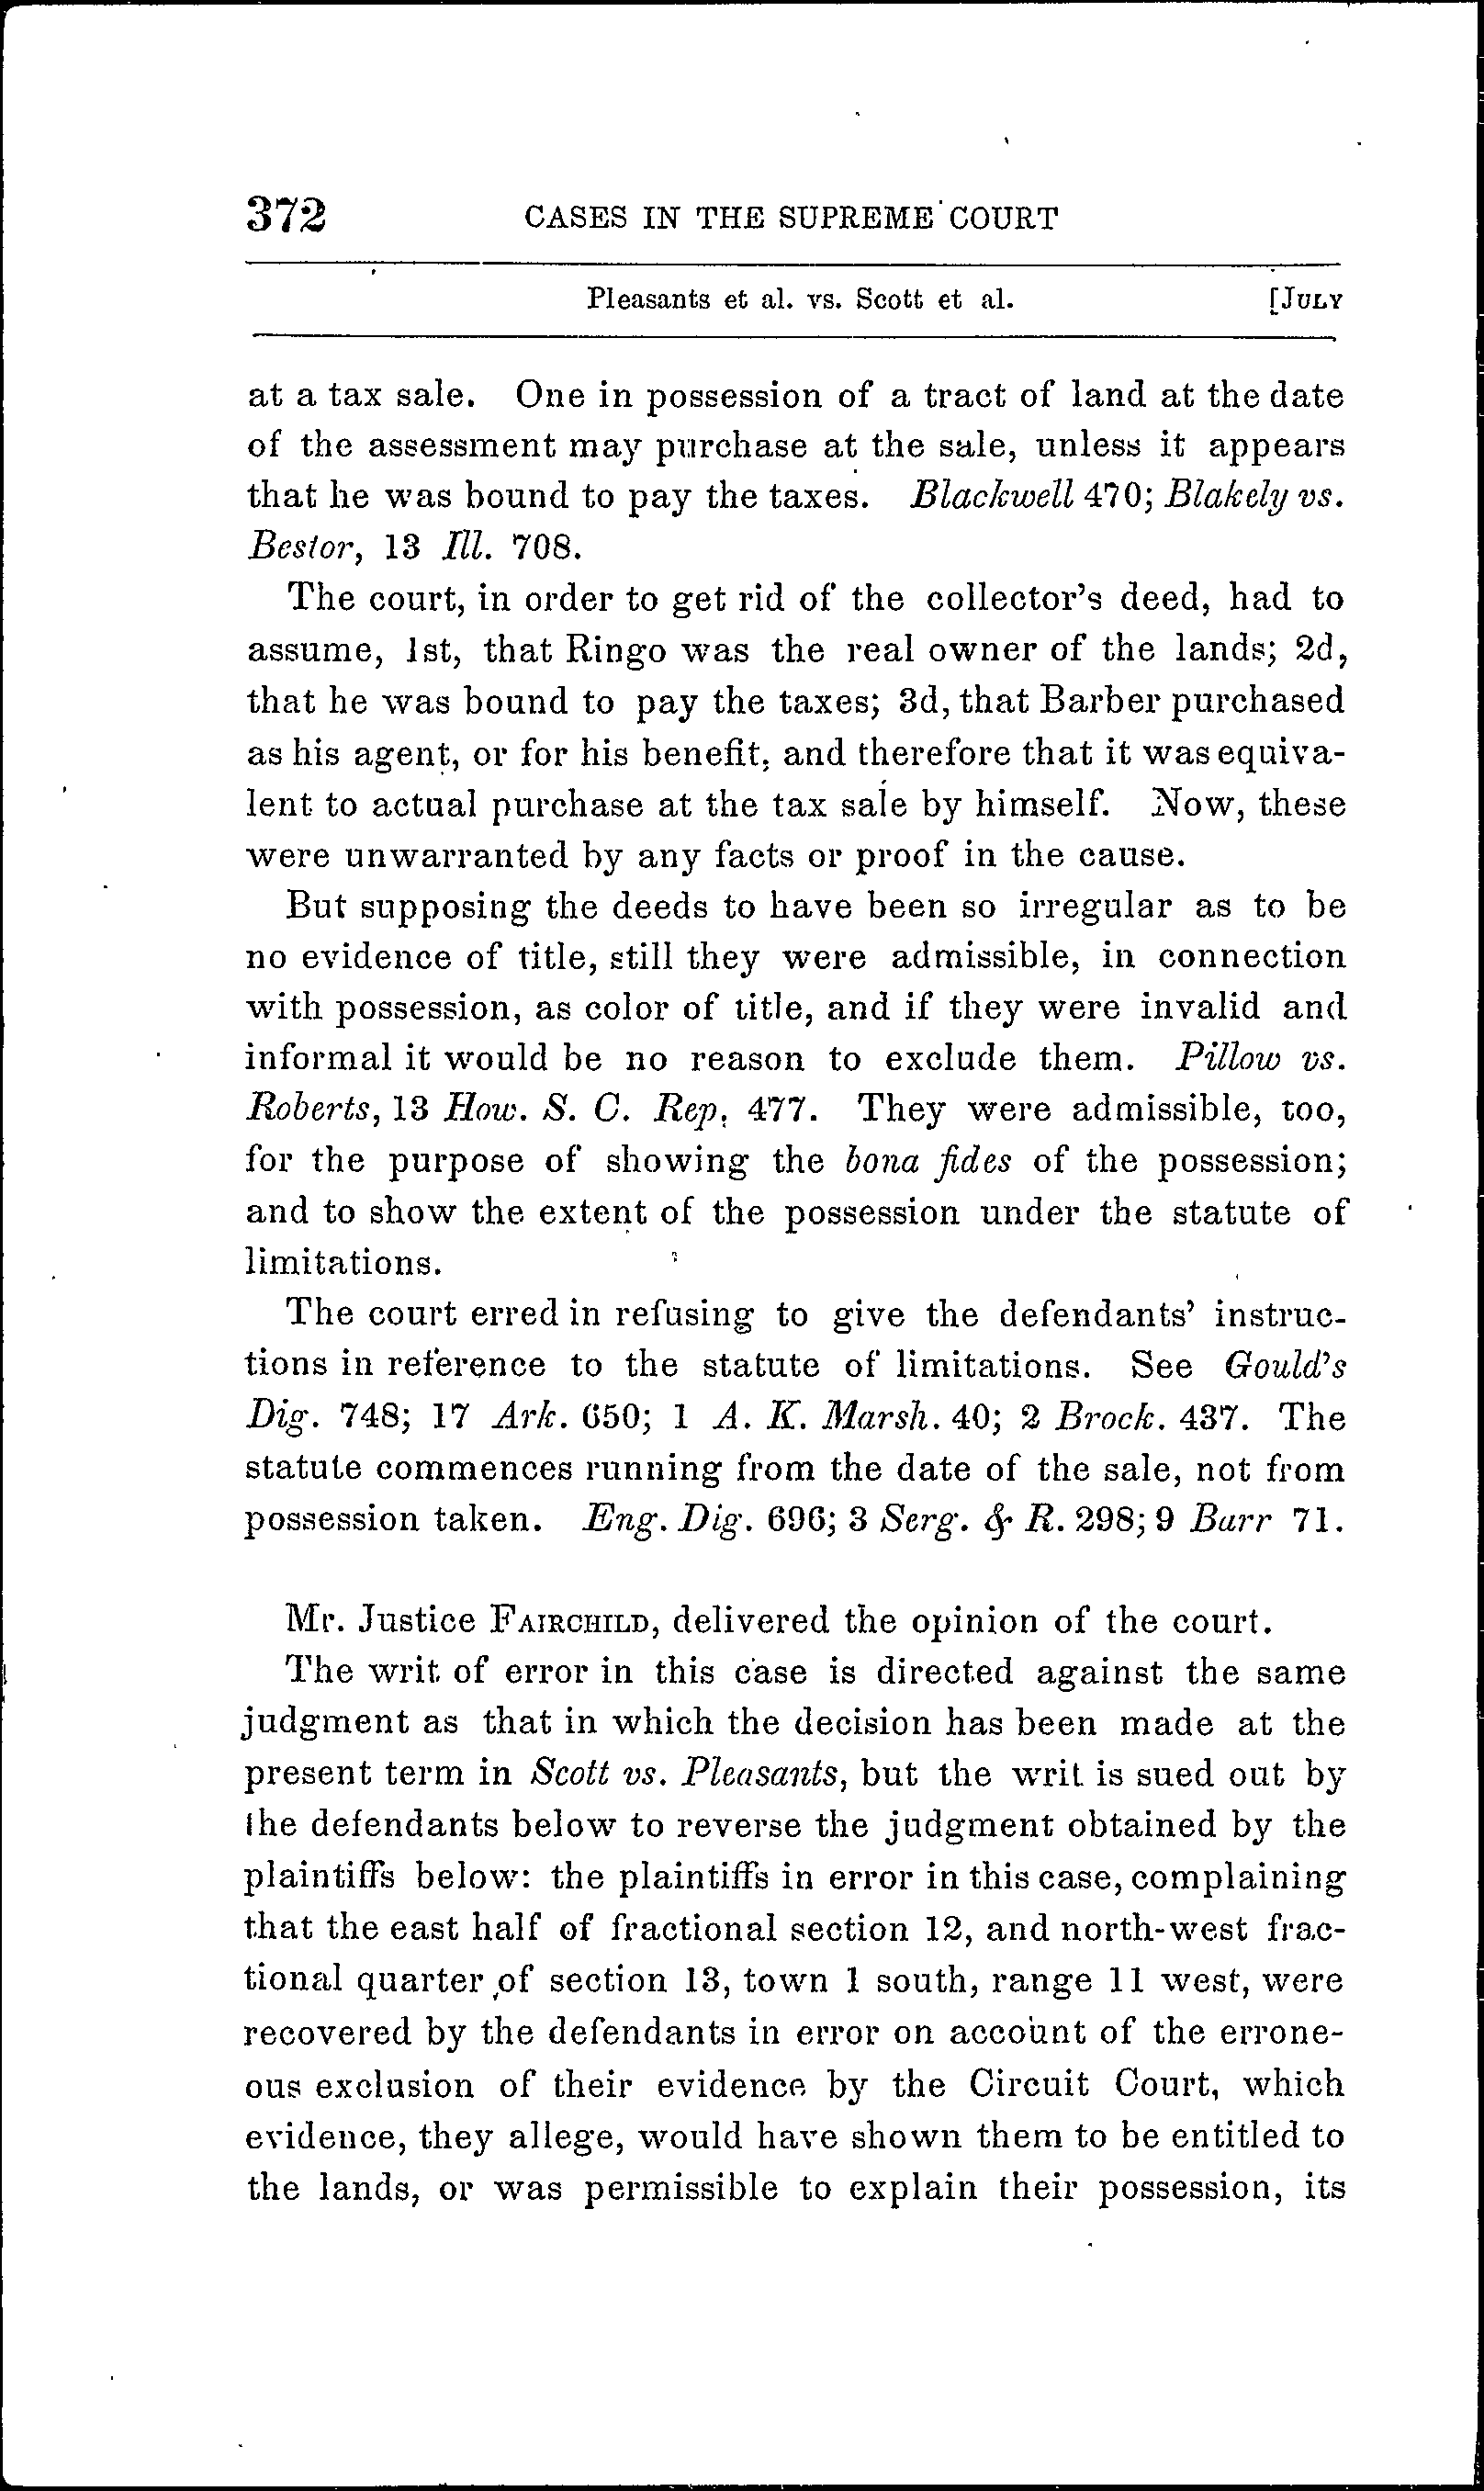 372 CASES IN THE SUPREME COURT
Pleasants et al. vs. Scott et al. [JULY
at a tax sale. One in possession of a tract of land at the date
of the assessment may purchase at the sale, unless it appears
that he was bound to pay the taxes. Blackwell 470; Blakely vs.
Bestor, 13 Ill. 708.
The court, in order to get rid of the collector's deed, had to
assume, 1st, that Ringo was the real owner of the lands; 2d,
that he was bound to pay the taxes; 3d, that Barber purchased
as his agent, or for his benefit, and therefore that it was equiva-
lent to actual purchase at the tax sale by himself. Now, these
were unwarranted by any facts or proof in the cause.
But supposing the deeds to have been so irregular as to be
no evidence of title, still they were admissible, in connection
with possession, as color of title, and if they were invalid and
informal it would be no reason to exclude them. Pillow vs.
Roberts, 13 How. S. C. Rep. 477. They were admissible, too,
for the purpose of showing the bona fides of the possession;
and to show the extent of the possession under the statute of
limitations.
The court erred in refusing to give the defendants' instruc-
tions in reference to the statute of limitations. See Gould's
Dig. 748; 17 Ark. 650; 1 A. K. Marsh. 40; 2 Brock. 437. The
statute commences running from the date of the sale, not from
possession taken. Eng. Dig. 696; 3 Serg. & R. 298; 9 Barr 71.
Mr. Justice FAIRCHILD, delivered the opinion of the court.
The writ of error in this case is directed against the same
judgment as that in which the decision has been made at the
present term in Scott vs. Pleasants, but the writ is sued out by
the defendants below to reverse the judgment obtained by the
plaintiffs below: the plaintiffs in error in this case, complaining
that the east half of fractional section 12, and north-west frac-
tional quarter of section 13, town 1 south, range 11 west, were
recovered by the defendants in error on account of the errone-
ous exclusion of their evidence by the Circuit Court, which
evidence, they allege, would have shown them to be entitled to
the lands, or was permissible to explain their possession, its